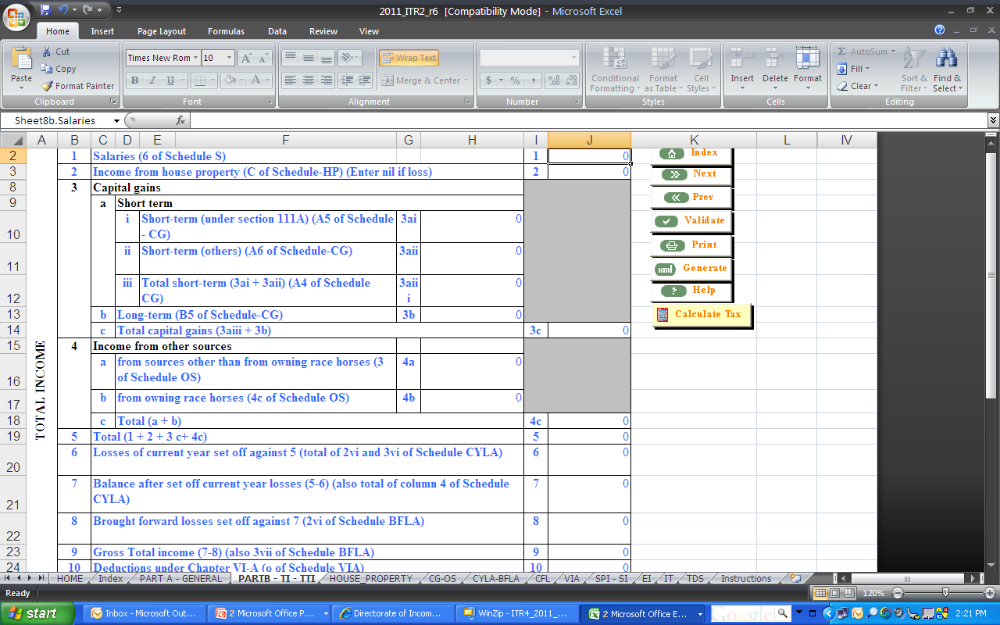 2011_ITR2_r6 [Compatibility Mode] - Microsoft Excel
Home Insert Page Layout Formulas Data Review View
Paste Cut Copy Format Painter Clipboard
Times New Rom 10 B I U Font
Wrap Text Merge & Center Alignment
$ % , Number
Conditional Formatting Format as Table Cell Styles Styles
Insert Delete Format Cells
Σ AutoSum Fill Clear Sort & Filter Find & Select Editing
Sheet8b.Salaries fx
A B C D E F G H I J K L IV
TOTAL INCOME
2 1 Salaries (6 of Schedule S) 1 0
3 2 Income from house property (C of Schedule-HP) (Enter nil if loss) 2 0
8 3 Capital gains
9 a Short term
i Short-term (under section 111A) (A5 of Schedule 3ai 0
10 - CG)
ii Short-term (others) (A6 of Schedule-CG) 3aii 0
11
iii Total short-term (3ai + 3aii) (A4 of Schedule 3aii 0
12 CG) i
13 b Long-term (B5 of Schedule-CG) 3b 0
14 c Total capital gains (3aiii + 3b) 3c 0
15 4 Income from other sources
a from sources other than from owning race horses (3 4a 0
16 of Schedule OS)
17 b from owning race horses (4c of Schedule OS) 4b 0
18 c Total (a + b) 4c 0
19 5 Total (1 + 2 + 3 c+ 4c) 5 0
6 Losses of current year set off against 5 (total of 2vi and 3vi of Schedule CYLA) 6 0
20
7 Balance after set off current year losses (5-6) (also total of column 4 of Schedule 7 0
21 CYLA)
8 Brought forward losses set off against 7 (2vi of Schedule BFLA) 8 0
22
23 9 Gross Total income (7-8) (also 3vii of Schedule BFLA) 9 0
24 10 Deductions under Chapter VI-A (o of Schedule VIA) 10 0
Index
Next
Prev
Validate
Print
xml Generate
? Help
Calculate Tax
HOME Index PART A - GENERAL PARTB - TI - TTI HOUSE_PROPERTY CG-OS CYLA-BFLA CFL VIA SPI - SI EI IT TDS Instructions
Ready 120%
start Inbox - Microsoft Out... 2 Microsoft Office P... Directorate of Incom... WinZip - ITR4_2011_... 2 Microsoft Office E... Google 2:21 PM